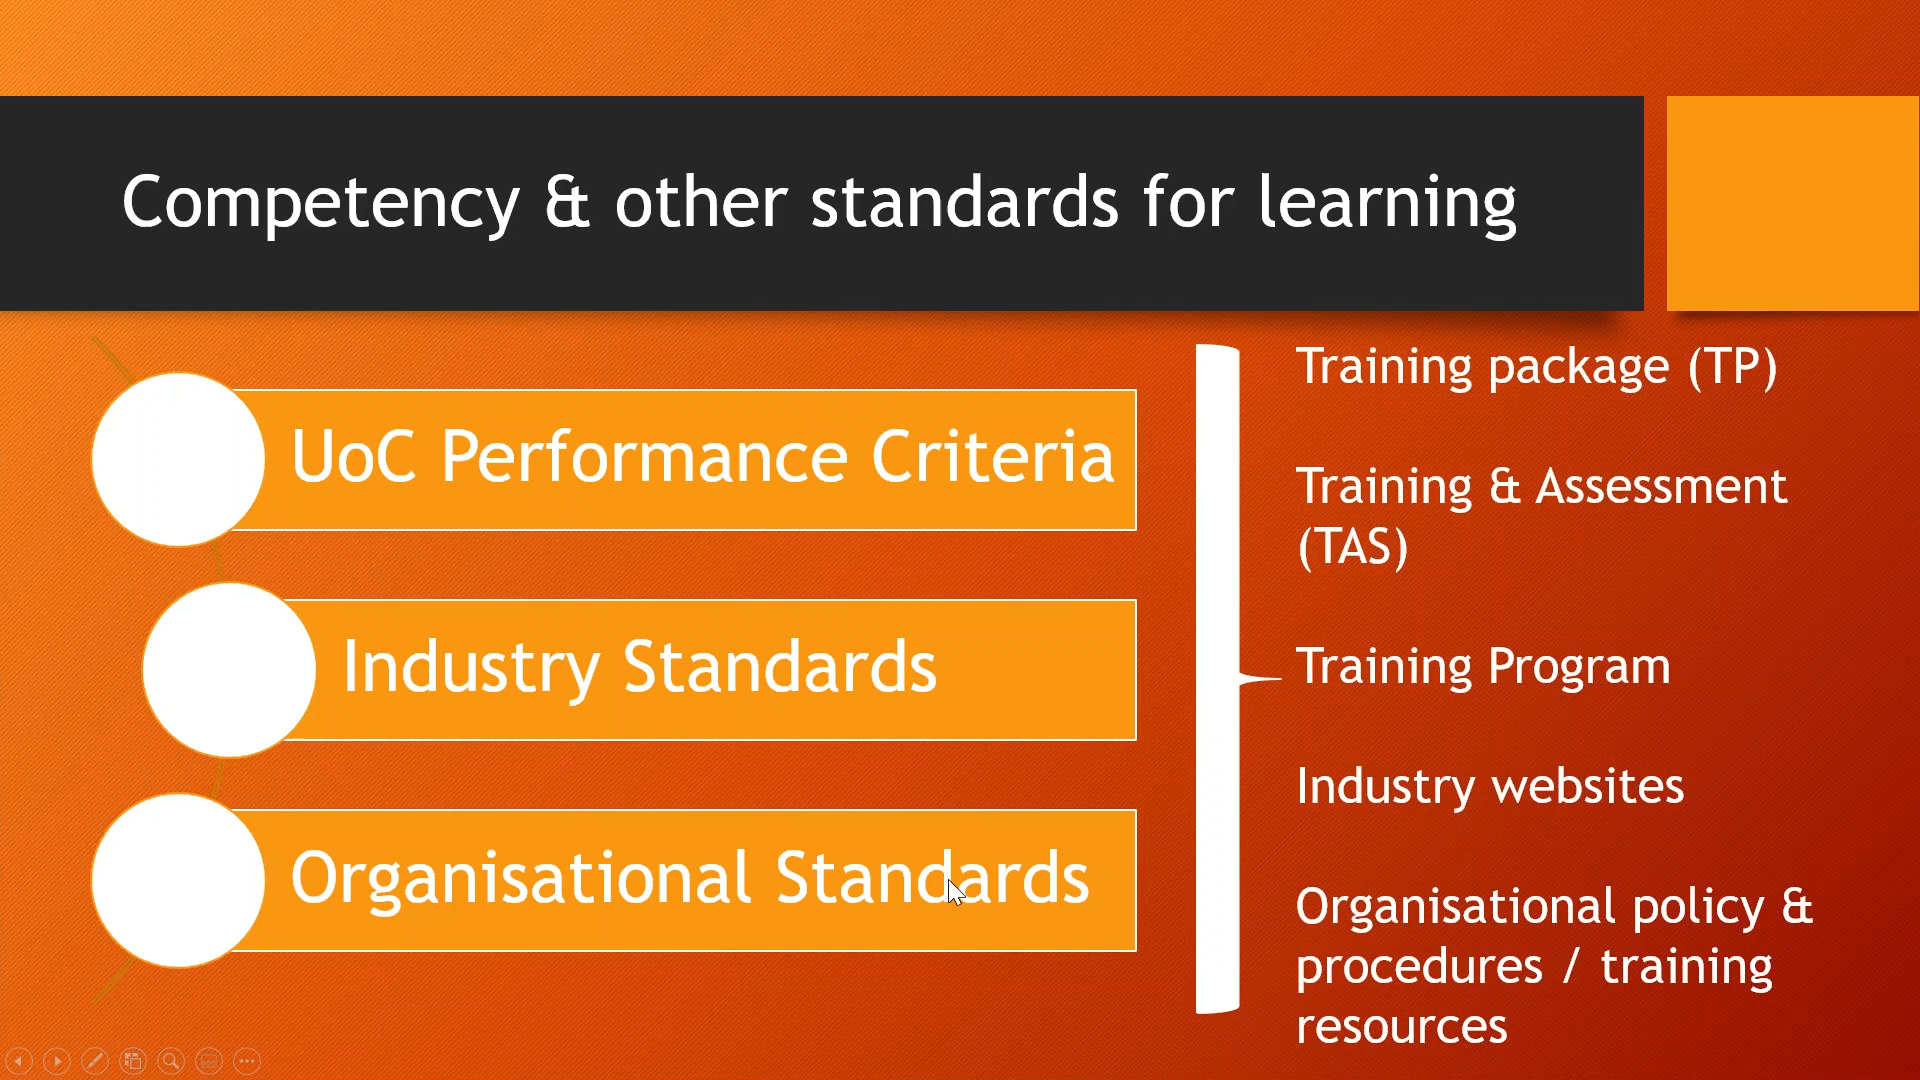 Competency & other standards for learning
UoC Performance Criteria
Industry Standards
Organisational Standards
Training package (TP)
Training & Assessment
(TAS)
Training Program
Industry websites
Organisational policy &
procedures / training
resources